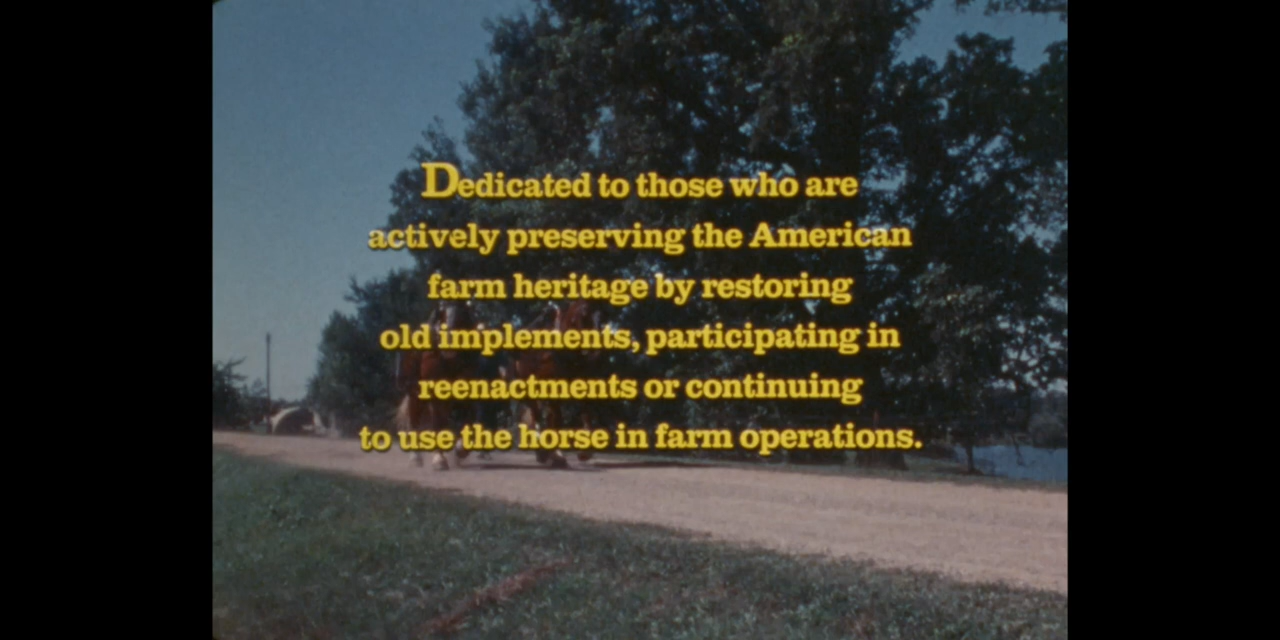 Dedicated to those who are
actively preserving the American
farm heritage by restoring
old implements, participating in
reenactments or continuing
to use the horse in farm operations.